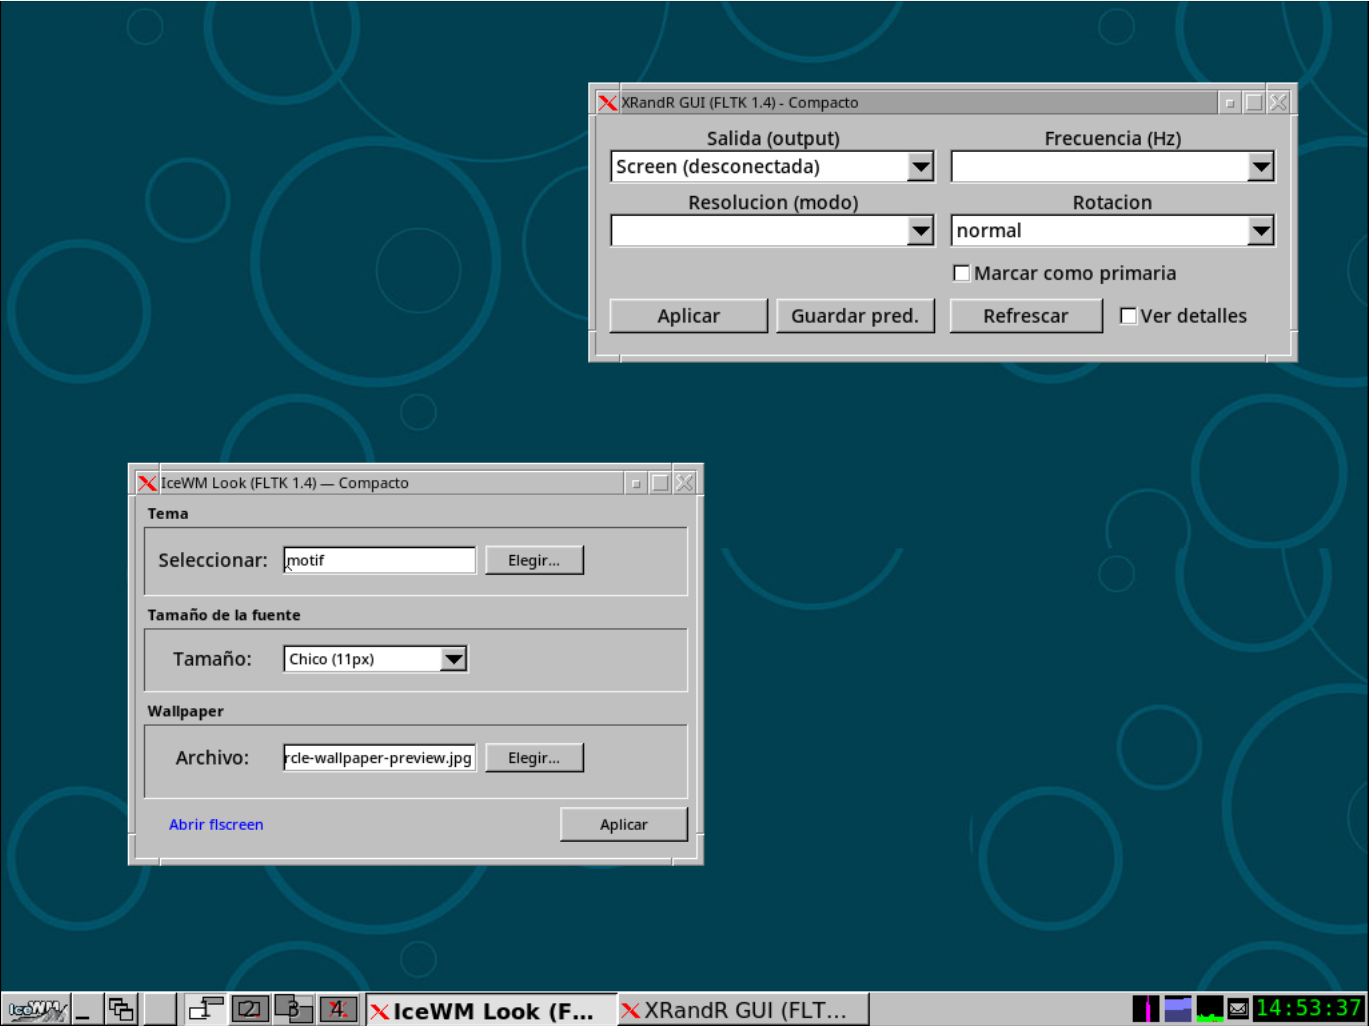 XRandR GUI (FLTK 1.4) - Compacto
Salida (output)
Frecuencia (Hz)
Screen (desconectada)
Resolucion (modo)
Rotacion
normal
Marcar como primaria
Aplicar
Guardar pred.
Refrescar
Ver detalles
IceWM Look (FLTK 1.4) — Compacto
Tema
Seleccionar:
motif
Elegir...
Tamaño de la fuente
Tamaño:
Chico (11px)
Wallpaper
Archivo:
rcle-wallpaper-preview.jpg
Elegir...
Abrir flscreen
Aplicar
IceWM
1
2
3
4
IceWM Look (F...
XRandR GUI (FLT...
14:53:37